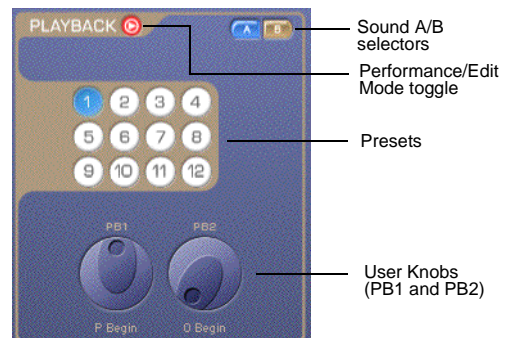 PLAYBACK
A B
Sound A/B
selectors
Performance/Edit
Mode toggle
1 2 3 4
5 6 7 8
9 10 11 12
Presets
PB1 PB2
User Knobs
(PB1 and PB2)
P Begin O Begin